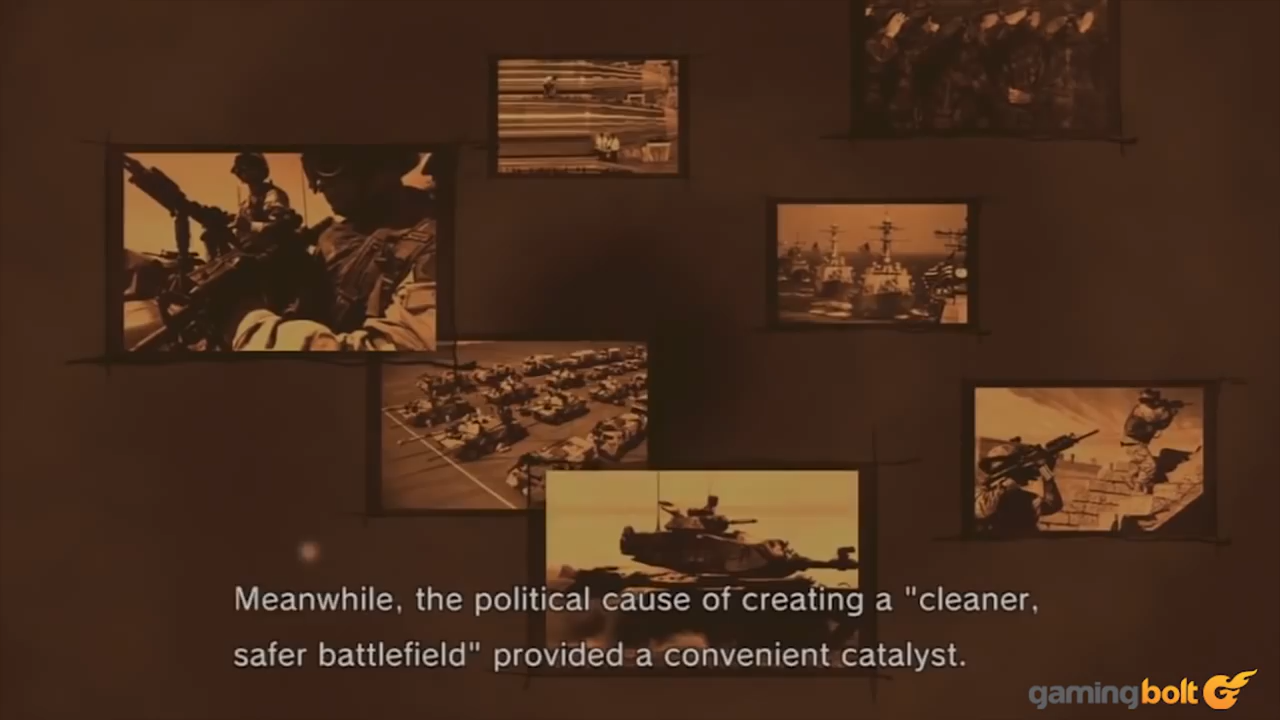 Meanwhile, the political cause of creating a "cleaner,
safer battlefield" provided a convenient catalyst.
gamingbolt